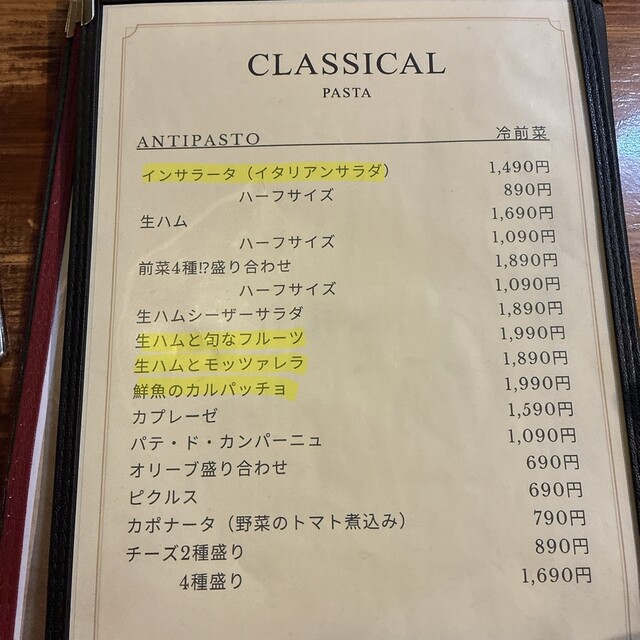 CLASSICAL
PASTA
ANTIPASTO 冷前菜
インサラータ（イタリアンサラダ） 1,490円
ハーフサイズ 890円
生ハム 1,690円
ハーフサイズ 1,090円
前菜4種!?盛り合わせ 1,890円
ハーフサイズ 1,090円
生ハムシーザーサラダ 1,890円
生ハムと旬なフルーツ 1,990円
生ハムとモッツァレラ 1,890円
鮮魚のカルパッチョ 1,990円
カプレーゼ 1,590円
パテ・ド・カンパーニュ 1,090円
オリーブ盛り合わせ 690円
ピクルス 690円
カポナータ（野菜のトマト煮込み） 790円
チーズ2種盛り 890円
4種盛り 1,690円